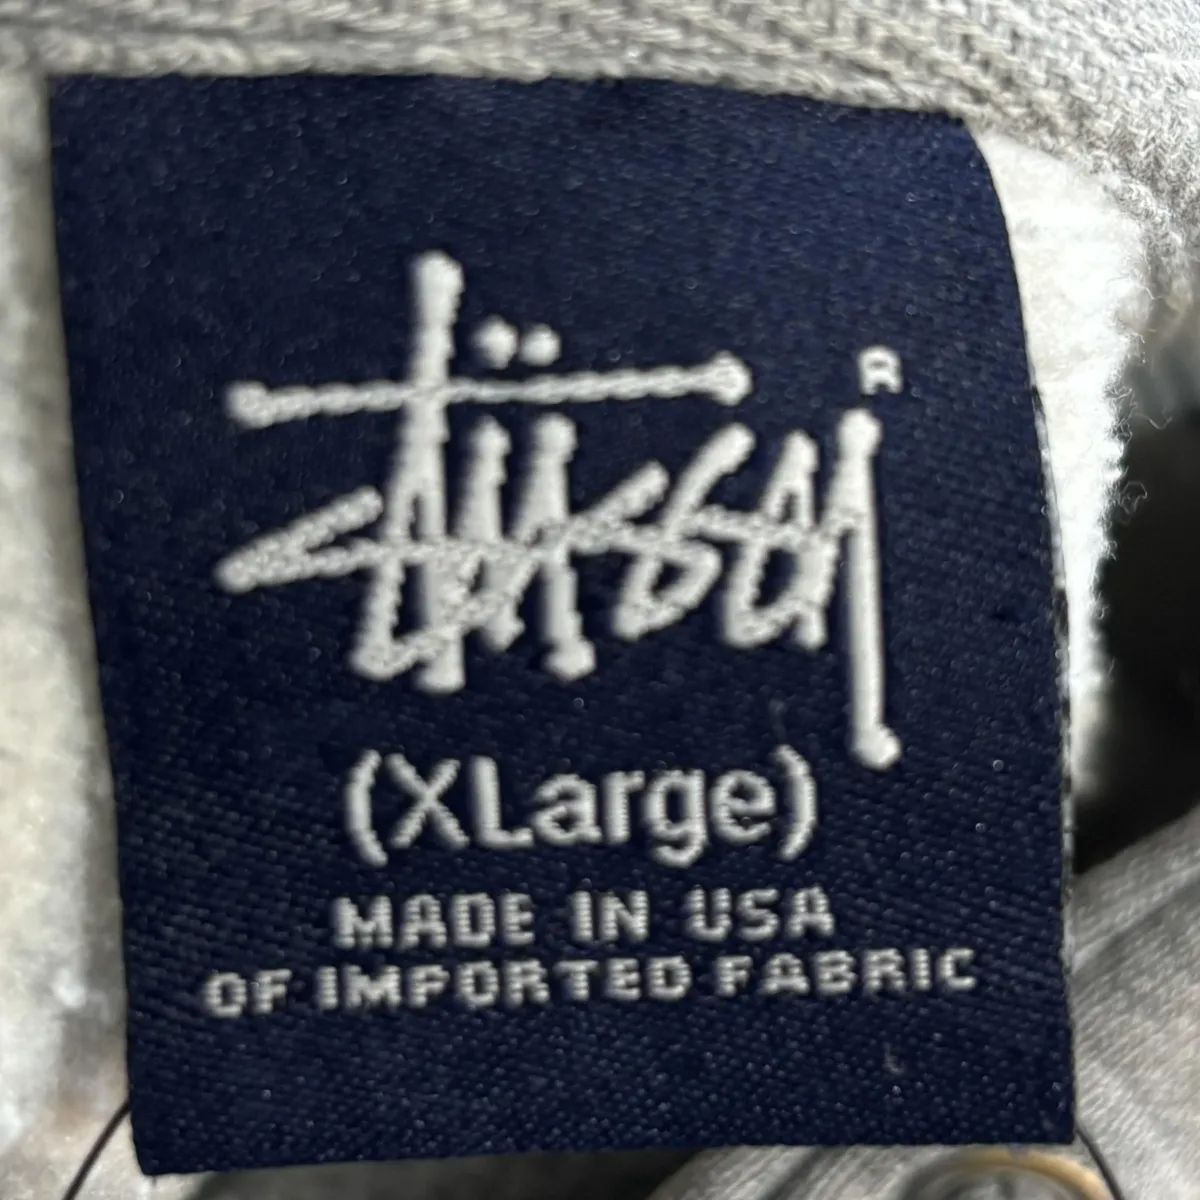 Stüssy ®
(XLarge)
MADE IN USA
OF IMPORTED FABRIC